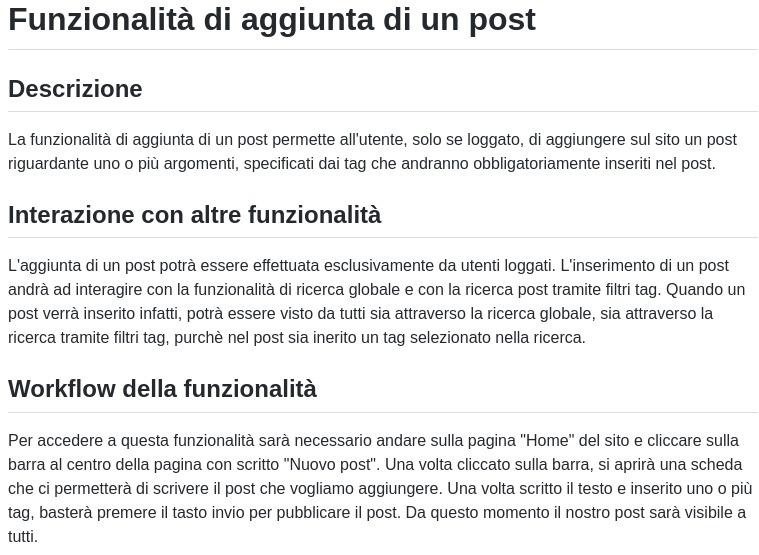 Funzionalità di aggiunta di un post
Descrizione
La funzionalità di aggiunta di un post permette all'utente, solo se loggato, di aggiungere sul sito un post
riguardante uno o più argomenti, specificati dai tag che andranno obbligatoriamente inseriti nel post.
Interazione con altre funzionalità
L'aggiunta di un post potrà essere effettuata esclusivamente da utenti loggati. L'inserimento di un post
andrà ad interagire con la funzionalità di ricerca globale e con la ricerca post tramite filtri tag. Quando un
post verrà inserito infatti, potrà essere visto da tutti sia attraverso la ricerca globale, sia attraverso la
ricerca tramite filtri tag, purchè nel post sia inerito un tag selezionato nella ricerca.
Workflow della funzionalità
Per accedere a questa funzionalità sarà necessario andare sulla pagina "Home" del sito e cliccare sulla
barra al centro della pagina con scritto "Nuovo post". Una volta cliccato sulla barra, si aprirà una scheda
che ci permetterà di scrivere il post che vogliamo aggiungere. Una volta scritto il testo e inserito uno o più
tag, basterà premere il tasto invio per pubblicare il post. Da questo momento il nostro post sarà visibile a
tutti.